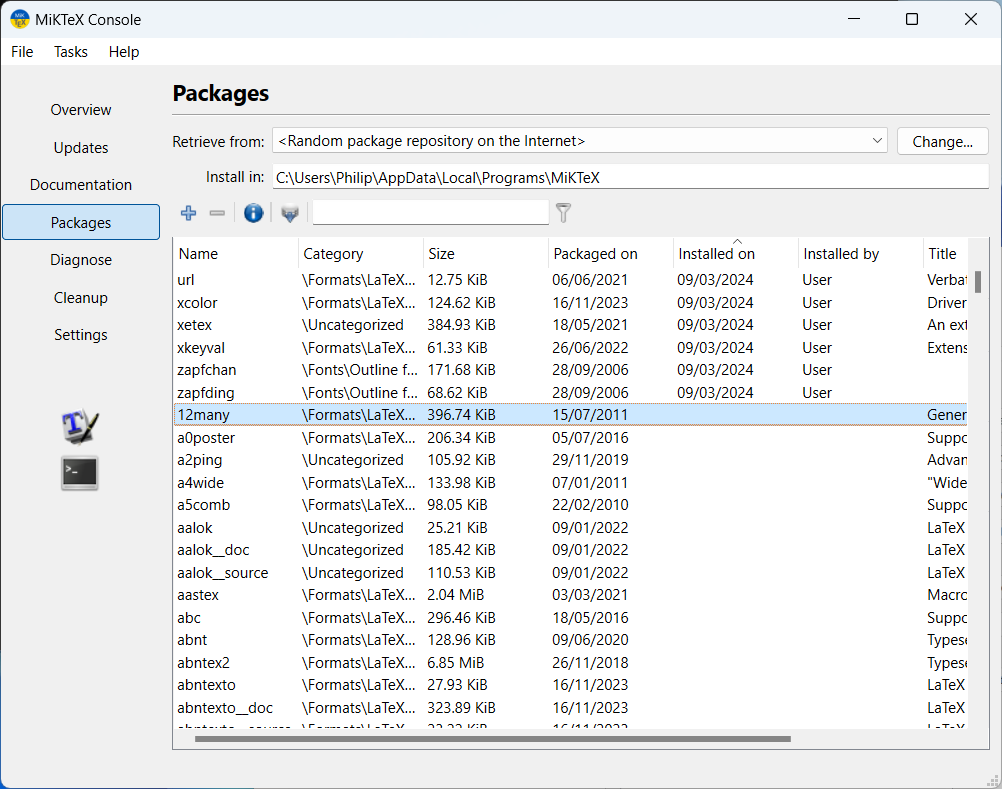 MiKTeX Console
File Tasks Help
Packages
Overview
Updates
Documentation
Packages
Diagnose
Cleanup
Settings
Retrieve from: <Random package repository on the Internet> Change...
Install in: C:\Users\Philip\AppData\Local\Programs\MiKTeX
Name Category Size Packaged on Installed on Installed by Title
url \Formats\LaTeX... 12.75 KiB 06/06/2021 09/03/2024 User Verbat
xcolor \Formats\LaTeX... 124.62 KiB 16/11/2023 09/03/2024 User Driver
xetex \Uncategorized 384.93 KiB 18/05/2021 09/03/2024 User An ext
xkeyval \Formats\LaTeX... 61.33 KiB 26/06/2022 09/03/2024 User Extens
zapfchan \Fonts\Outline f... 171.68 KiB 28/09/2006 09/03/2024 User
zapfding \Fonts\Outline f... 68.62 KiB 28/09/2006 09/03/2024 User
12many \Formats\LaTeX... 396.74 KiB 15/07/2011 Gener
a0poster \Formats\LaTeX... 206.34 KiB 05/07/2016 Suppo
a2ping \Uncategorized 105.92 KiB 29/11/2019 Advan
a4wide \Formats\LaTeX... 133.98 KiB 07/01/2011 "Wide
a5comb \Formats\LaTeX... 98.05 KiB 22/02/2010 Suppo
aalok \Uncategorized 25.21 KiB 09/01/2022 LaTeX
aalok__doc \Uncategorized 185.42 KiB 09/01/2022 LaTeX
aalok__source \Uncategorized 110.53 KiB 09/01/2022 LaTeX
aastex \Formats\LaTeX... 2.04 MiB 03/03/2021 Macro
abc \Formats\LaTeX... 296.46 KiB 18/05/2016 Suppo
abnt \Formats\LaTeX... 128.96 KiB 09/06/2020 Typese
abntex2 \Formats\LaTeX... 6.85 MiB 26/11/2018 Typese
abntexto \Formats\LaTeX... 27.93 KiB 16/11/2023 LaTeX
abntexto__doc \Formats\LaTeX... 323.89 KiB 16/11/2023 LaTeX